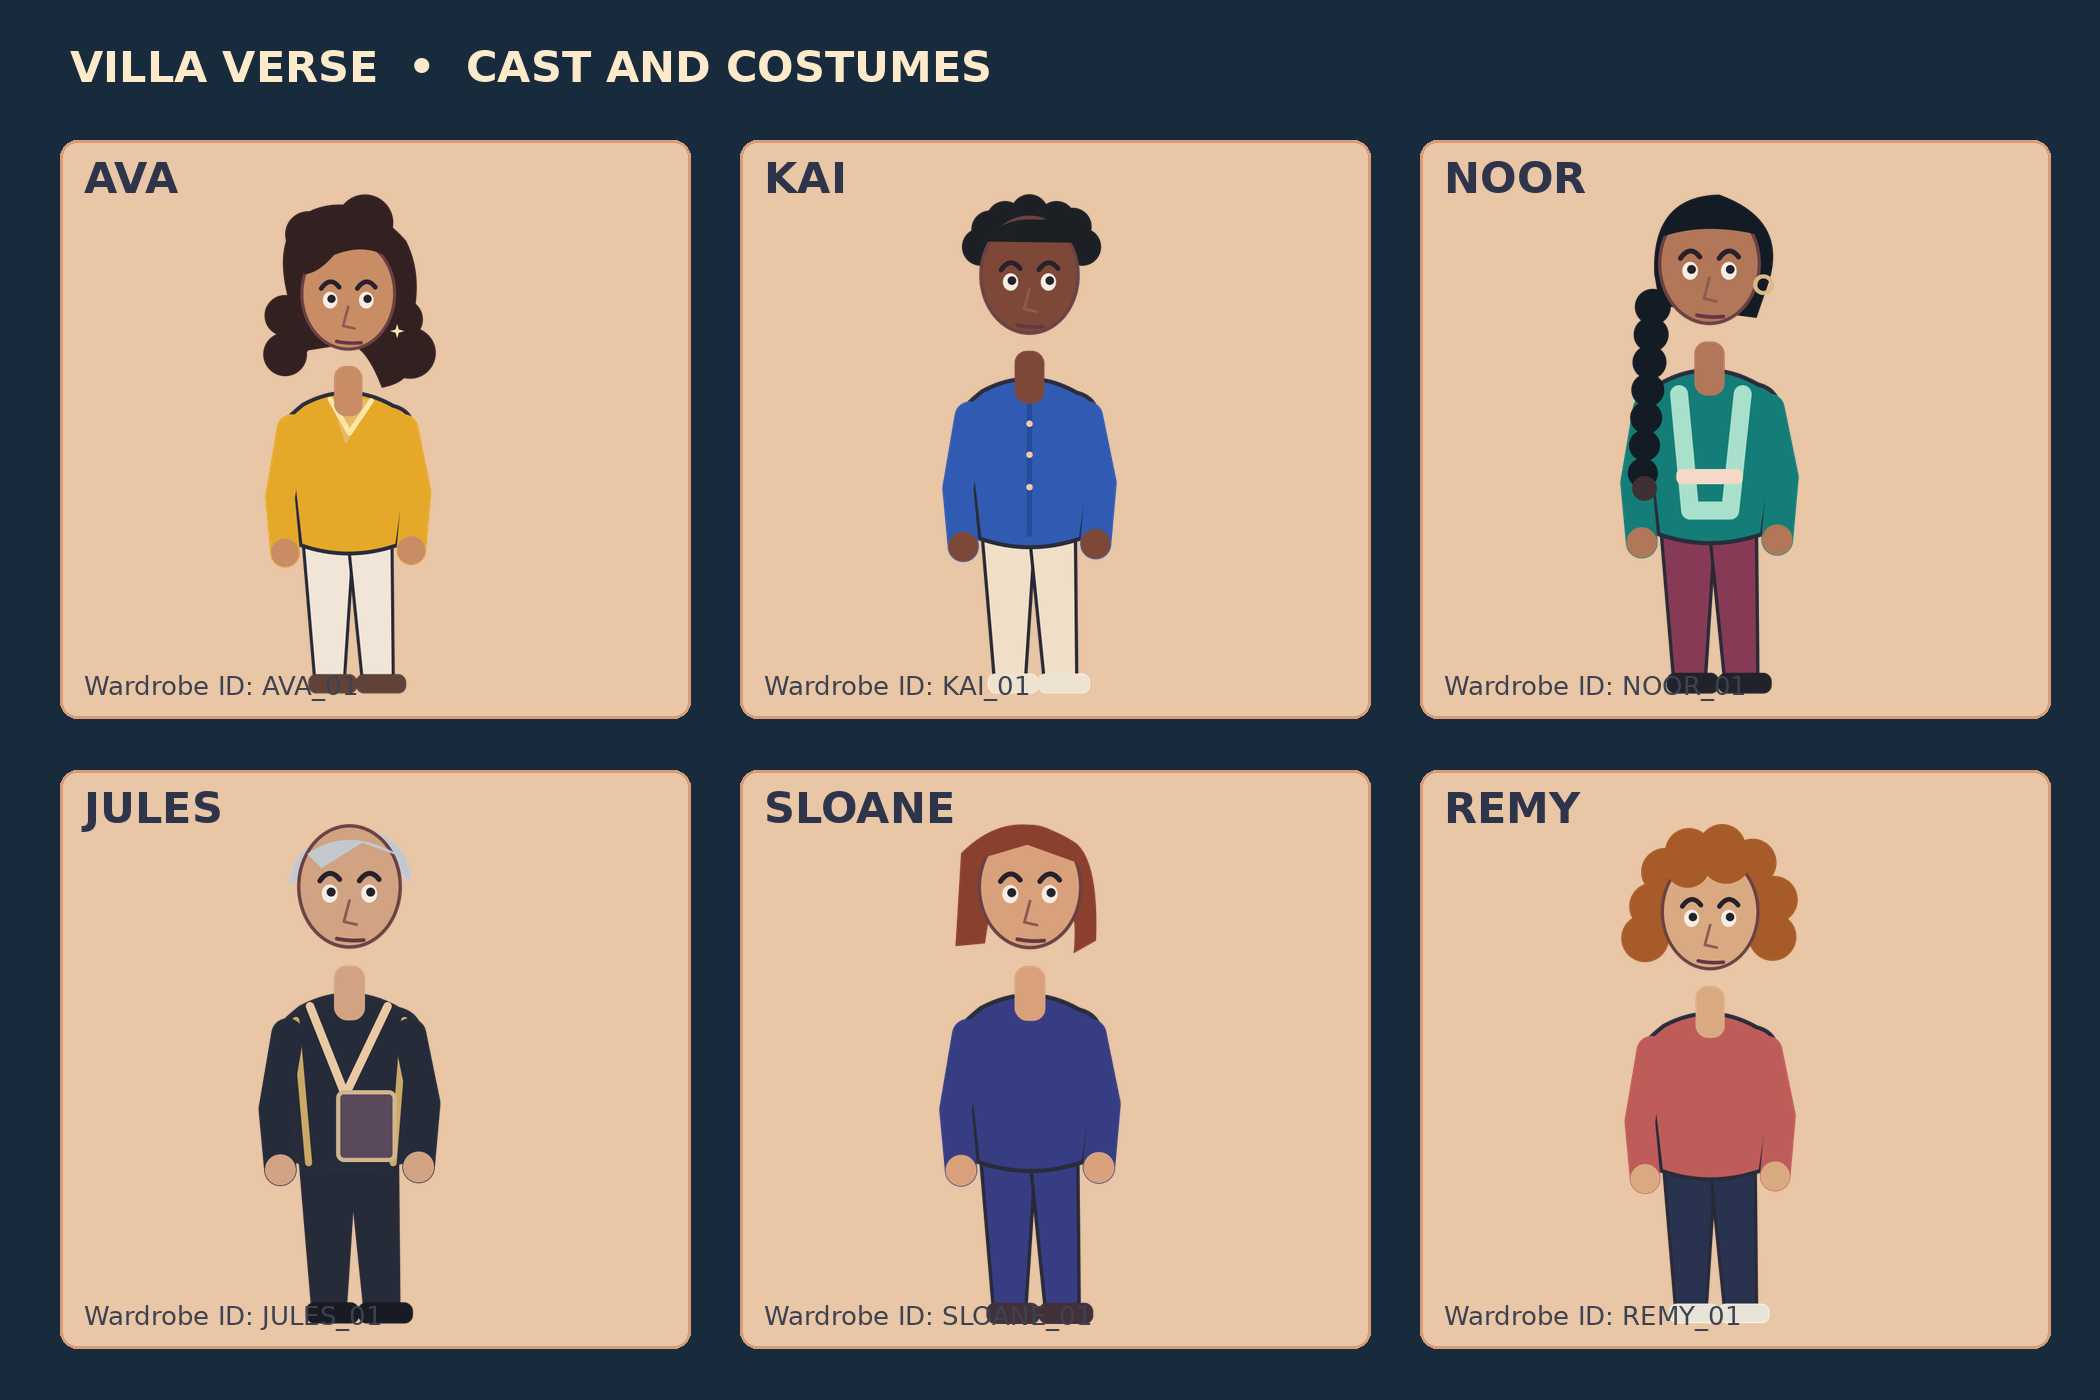 VILLA VERSE • CAST AND COSTUMES
AVA
Wardrobe ID: AVA_01
KAI
Wardrobe ID: KAI_01
NOOR
Wardrobe ID: NOOR_01
JULES
Wardrobe ID: JULES_01
SLOANE
Wardrobe ID: SLOANE_01
REMY
Wardrobe ID: REMY_01